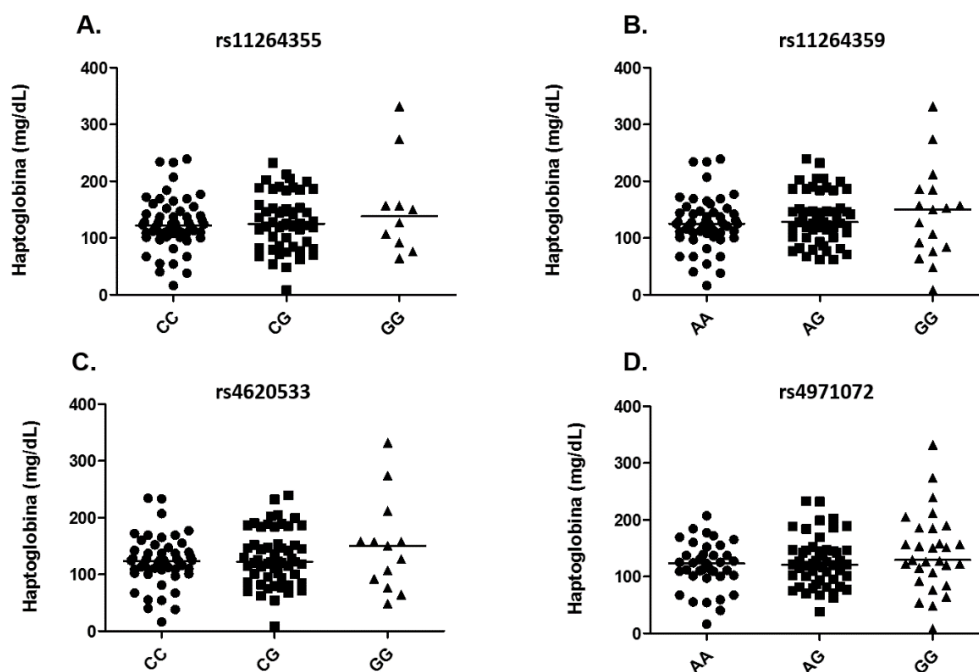 A.
rs11264355
Haptoglobina (mg/dL)
400
300
200
100
0
CC
CG
GG
B.
rs11264359
Haptoglobina (mg/dL)
400
300
200
100
0
AA
AG
GG
C.
rs4620533
Haptoglobina (mg/dL)
400
300
200
100
0
CC
CG
GG
D.
rs4971072
Haptoglobina (mg/dL)
400
300
200
100
0
AA
AG
GG